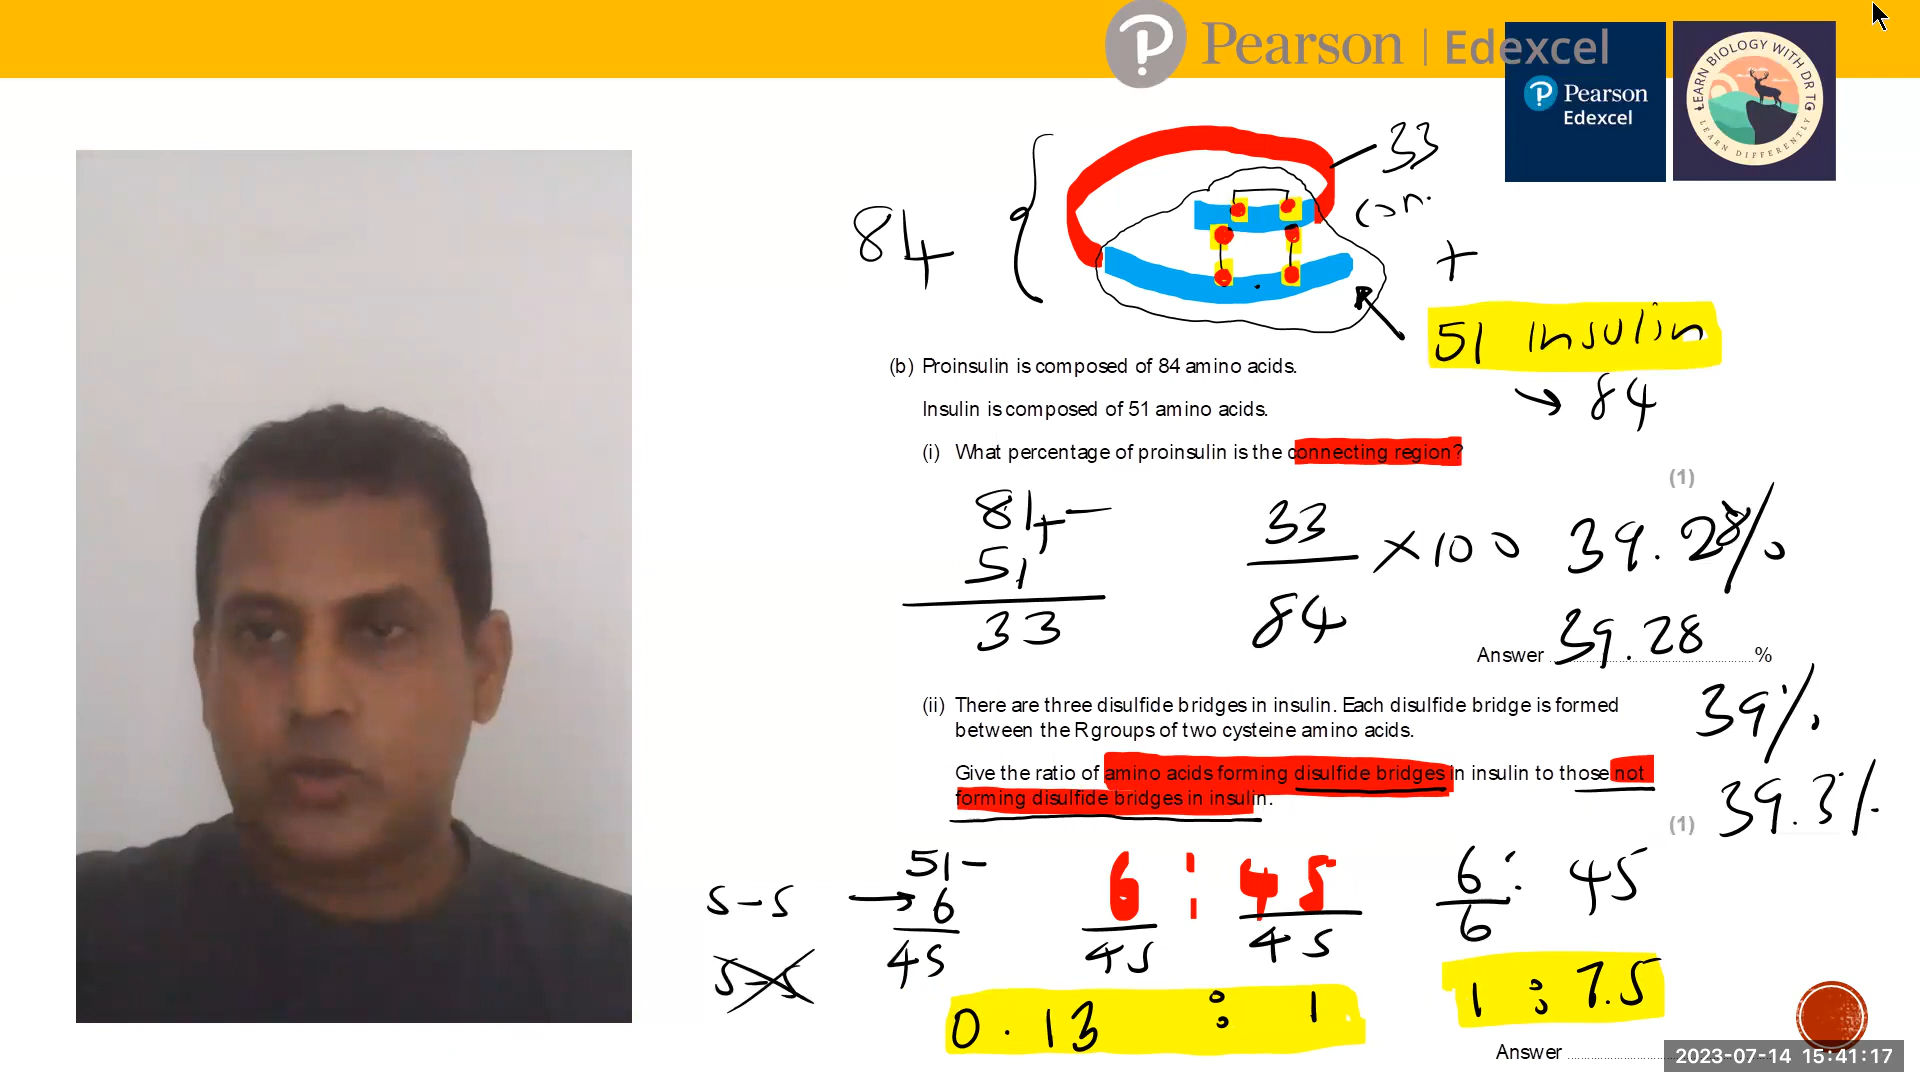 Pearson | Edexcel
Pearson
Edexcel
LEARN BIOLOGY WITH DR TG
LEARN DIFFERENTLY
33
con.
84
+
51 Insulin
→ 84
(b) Proinsulin is composed of 84 amino acids.
Insulin is composed of 51 amino acids.
(i) What percentage of proinsulin is the connecting region?
(1)
84 −
51
33
33
84
× 100
39.28%
Answer 39.28 %
39%
39.3%
(ii) There are three disulfide bridges in insulin. Each disulfide bridge is formed
between the R groups of two cysteine amino acids.
Give the ratio of amino acids forming disulfide bridges in insulin to those not
forming disulfide bridges in insulin.
(1)
S-S
S-S
51 −
→ 6
45
6 : 45
45 45
0.13 : 1
6 : 45
6
1 : 7.5
Answer
2023-07-14 15:41:17